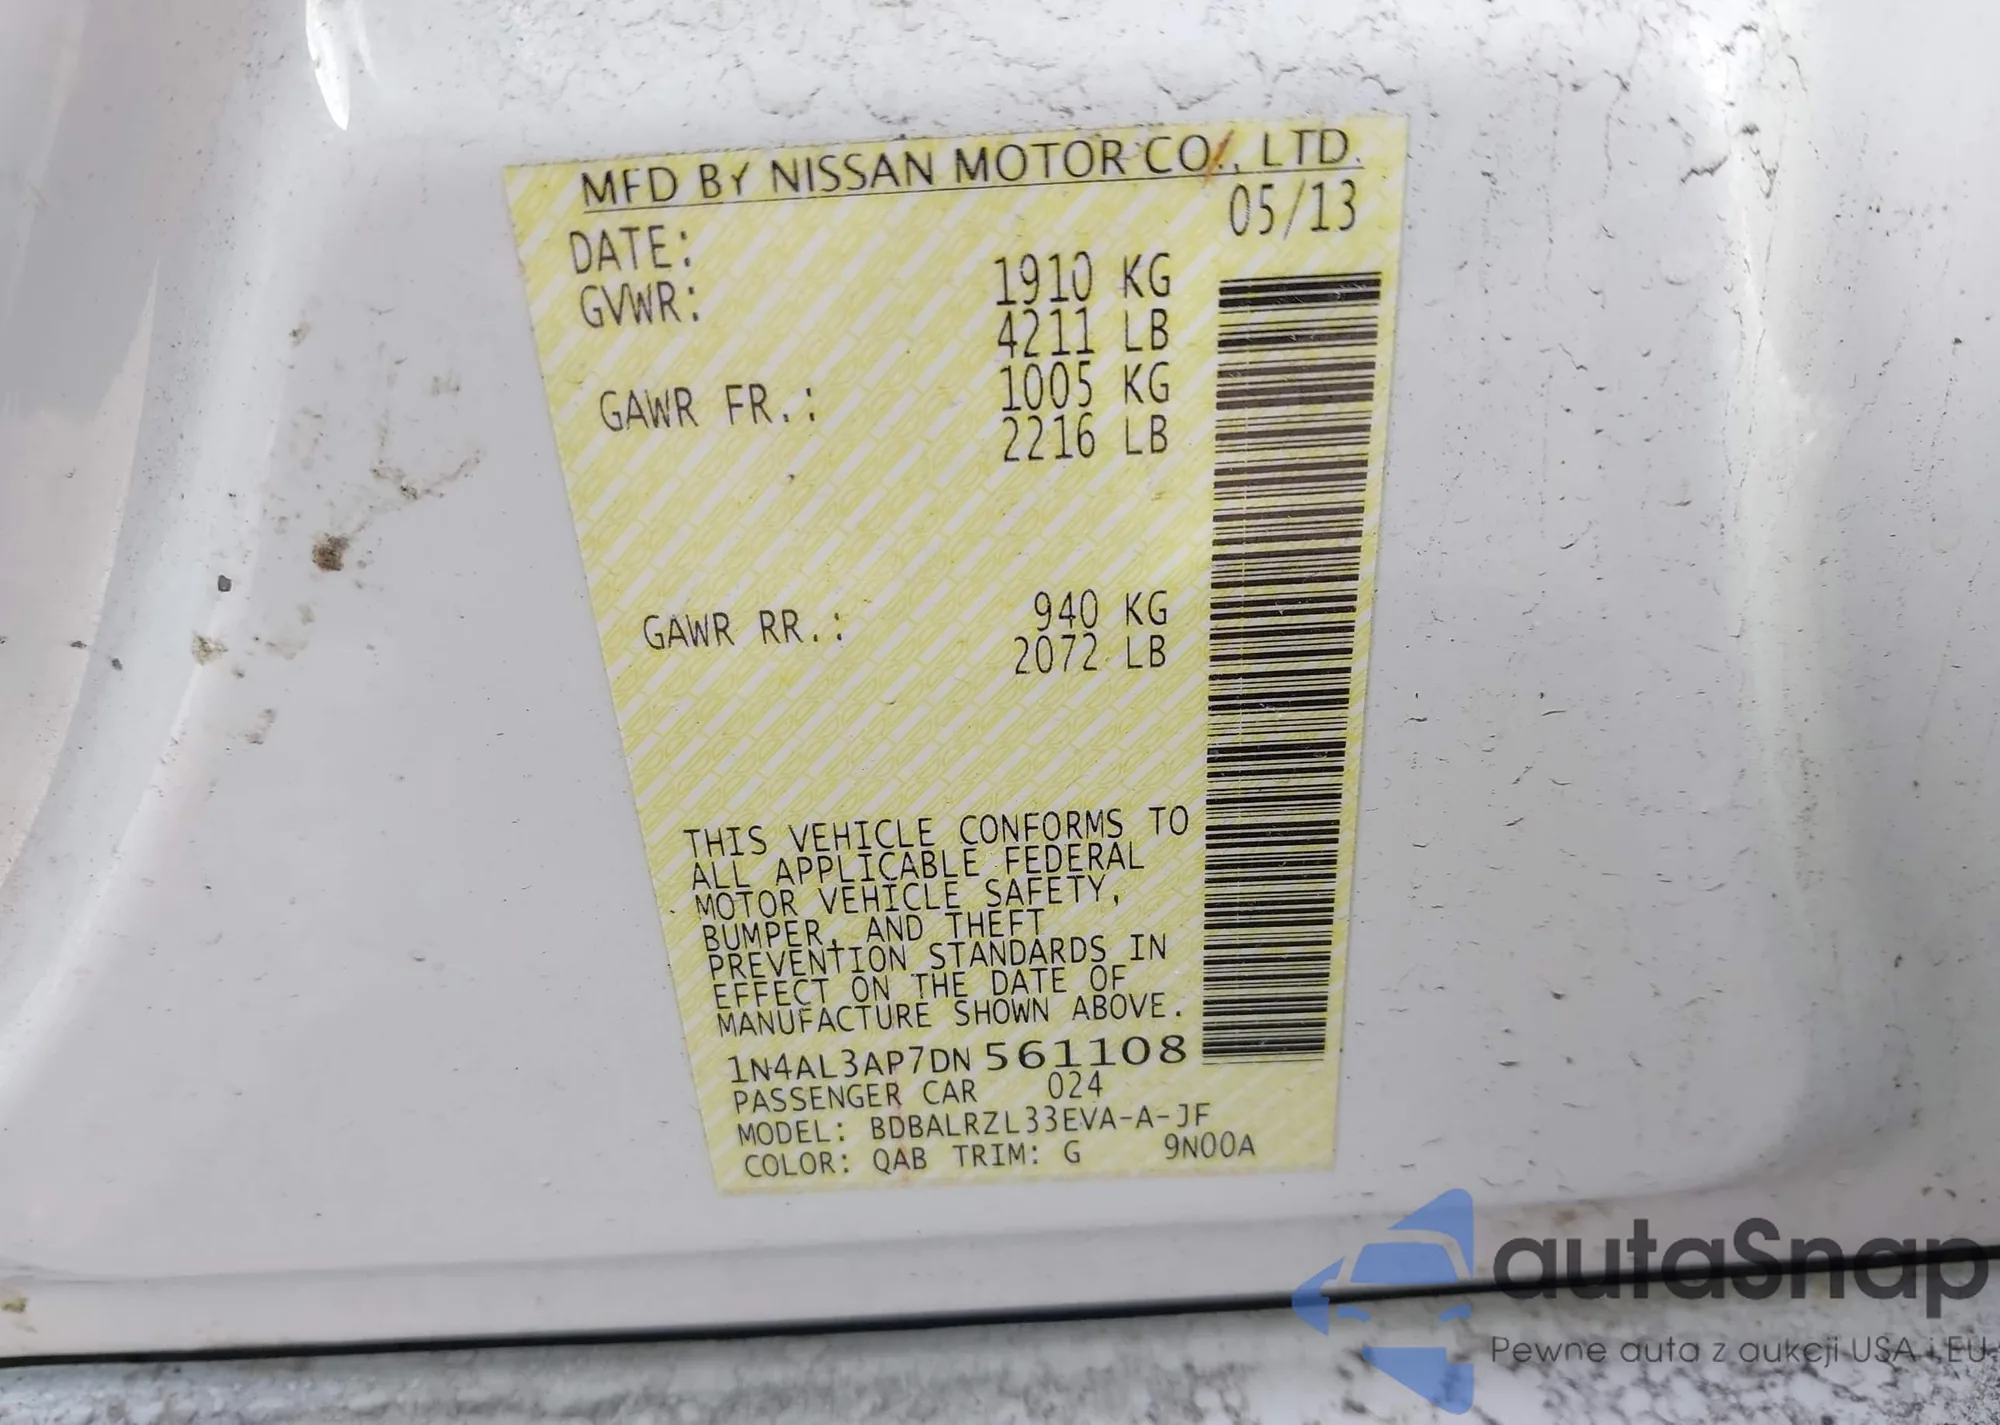 MFD BY NISSAN MOTOR CO., LTD.
DATE: 05/13
GVWR: 1910 KG
4211 LB
GAWR FR.: 1005 KG
2216 LB
GAWR RR.: 940 KG
2072 LB
THIS VEHICLE CONFORMS TO
ALL APPLICABLE FEDERAL
MOTOR VEHICLE SAFETY,
BUMPER, AND THEFT
PREVENTION STANDARDS IN
EFFECT ON THE DATE OF
MANUFACTURE SHOWN ABOVE.
1N4AL3AP7DN 561108
PASSENGER CAR 024
MODEL: BDBALRZL33EVA-A-JF
COLOR: QAB TRIM: G 9N00A
autaSnap
Pewne auta z aukcji USA i EU